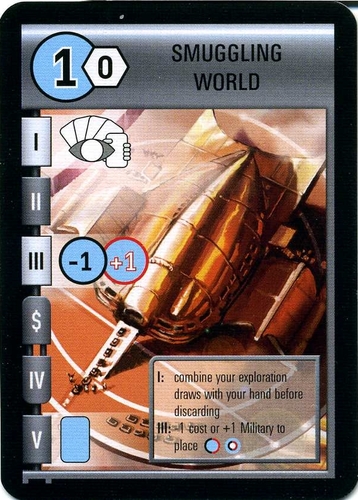 1
0
SMUGGLING
WORLD
I
II
III
-1
+1
$
IV
V
I: combine your exploration
draws with your hand before
discarding
III: -1 cost or +1 Military to
place